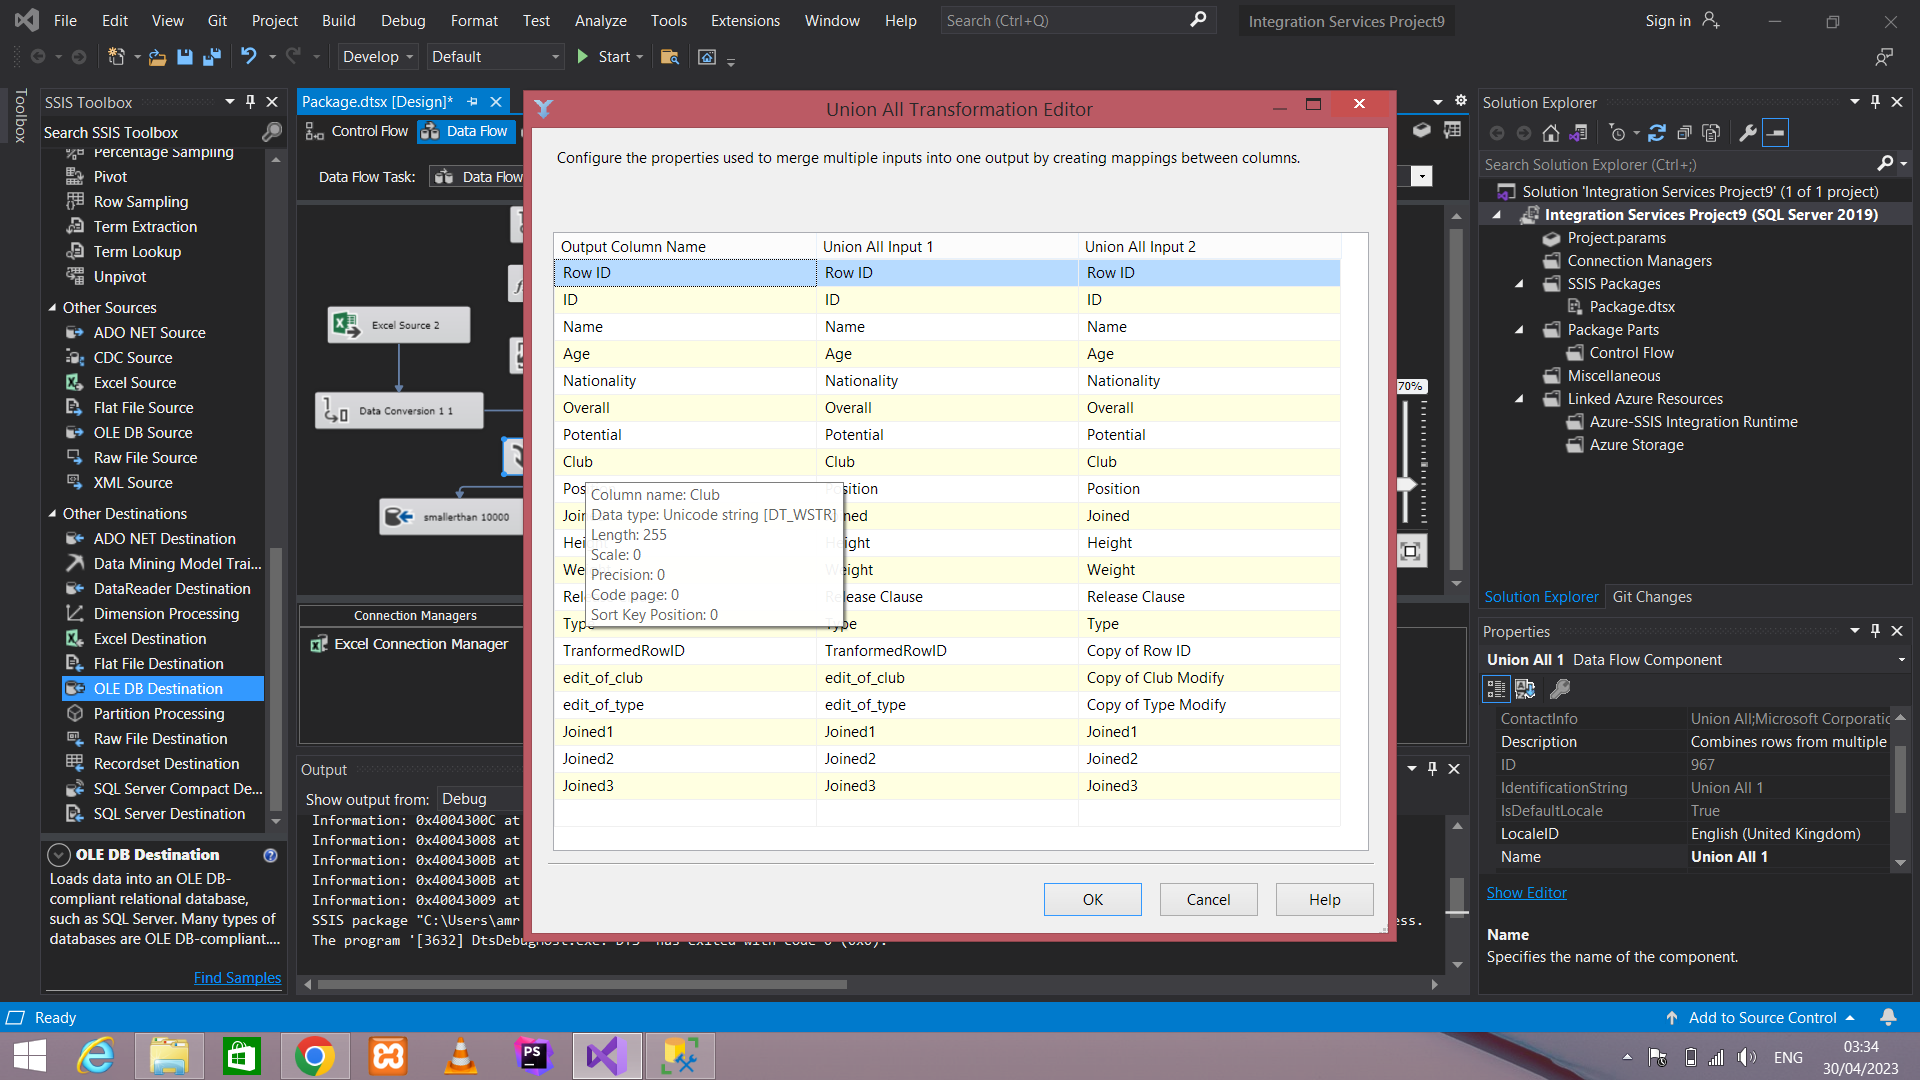 File Edit View Git Project Build Debug Format Test Analyze Tools Extensions Window Help
Search (Ctrl+Q)
Integration Services Project9
Sign in
Develop
Default
Start
Toolbox
SSIS Toolbox
Search SSIS Toolbox
Percentage Sampling
Pivot
Row Sampling
Term Extraction
Term Lookup
Unpivot
Other Sources
ADO NET Source
CDC Source
Excel Source
Flat File Source
OLE DB Source
Raw File Source
XML Source
Other Destinations
ADO NET Destination
Data Mining Model Trai...
DataReader Destination
Dimension Processing
Excel Destination
Flat File Destination
OLE DB Destination
Partition Processing
Raw File Destination
Recordset Destination
SQL Server Compact De...
SQL Server Destination
OLE DB Destination
Loads data into an OLE DB-
compliant relational database,
such as SQL Server. Many types of
databases are OLE DB-compliant....
Find Samples
Package.dtsx [Design]*
Control Flow
Data Flow
Data Flow Task:
Data Flow
Excel Source 2
Data Conversion 1 1
smallerthan 10000
70%
Connection Managers
Excel Connection Manager
Output
Show output from: Debug
Information: 0x4004300C at
Information: 0x40043008 at
Information: 0x4004300B at
Information: 0x4004300B at
Information: 0x40043009 at
SSIS package "C:\Users\amr
ess.
The program '[3632] DtsDebugHost.exe: DTS' has exited with code 0 (0x0).
Union All Transformation Editor
Configure the properties used to merge multiple inputs into one output by creating mappings between columns.
Output Column Name Union All Input 1 Union All Input 2
Row ID Row ID Row ID
ID ID ID
Name Name Name
Age Age Age
Nationality Nationality Nationality
Overall Overall Overall
Potential Potential Potential
Club Club Club
Pos sition Position
Join ned Joined
Hei ight Height
We eight Weight
Rel Release Clause Release Clause
Type Type Type
Column name: Club
Data type: Unicode string [DT_WSTR]
Length: 255
Scale: 0
Precision: 0
Code page: 0
Sort Key Position: 0
TranformedRowID TranformedRowID Copy of Row ID
edit_of_club edit_of_club Copy of Club Modify
edit_of_type edit_of_type Copy of Type Modify
Joined1 Joined1 Joined1
Joined2 Joined2 Joined2
Joined3 Joined3 Joined3
OK
Cancel
Help
Solution Explorer
Search Solution Explorer (Ctrl+;)
Solution 'Integration Services Project9' (1 of 1 project)
Integration Services Project9 (SQL Server 2019)
Project.params
Connection Managers
SSIS Packages
Package.dtsx
Package Parts
Control Flow
Miscellaneous
Linked Azure Resources
Azure-SSIS Integration Runtime
Azure Storage
Solution Explorer
Git Changes
Properties
Union All 1 Data Flow Component
ContactInfo Union All;Microsoft Corporatic
Description Combines rows from multiple
ID 967
IdentificationString Union All 1
IsDefaultLocale True
LocaleID English (United Kingdom)
Name Union All 1
Show Editor
Name
Specifies the name of the component.
Ready
Add to Source Control
PS
ENG
03:34
30/04/2023